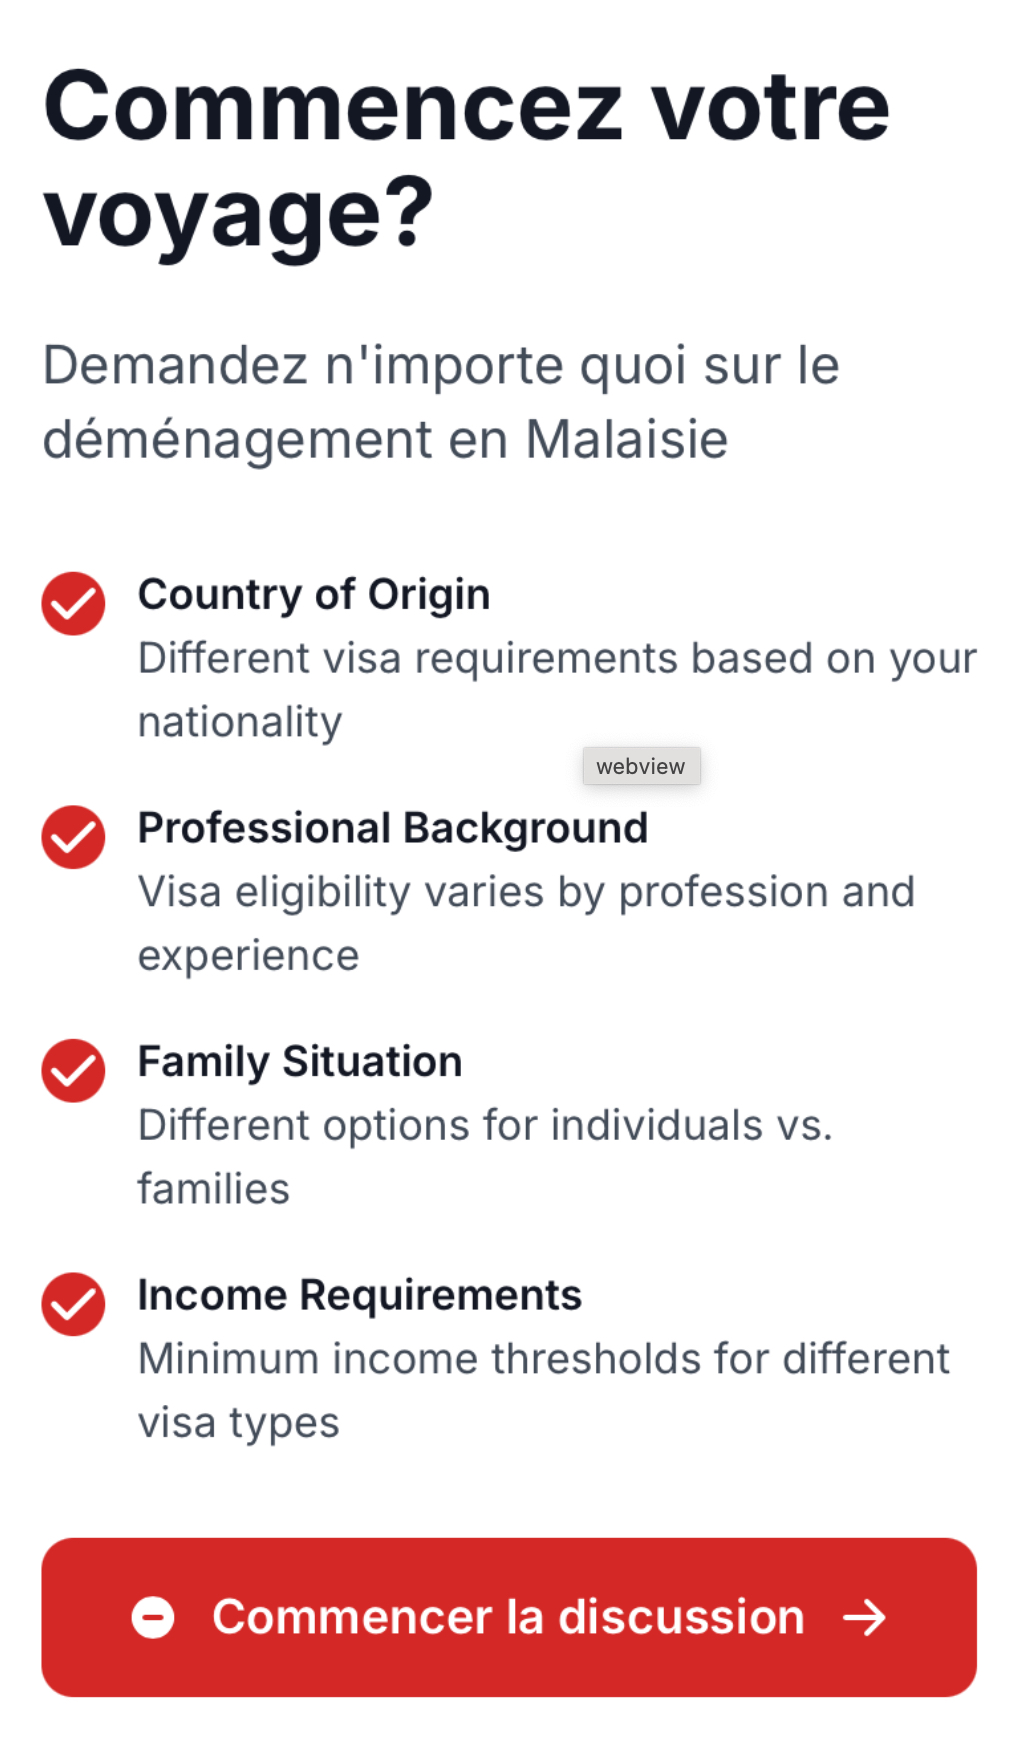 Commencez votre
voyage?
Demandez n'importe quoi sur le
déménagement en Malaisie
Country of Origin
Different visa requirements based on your
nationality
webview
Professional Background
Visa eligibility varies by profession and
experience
Family Situation
Different options for individuals vs.
families
Income Requirements
Minimum income thresholds for different
visa types
Commencer la discussion